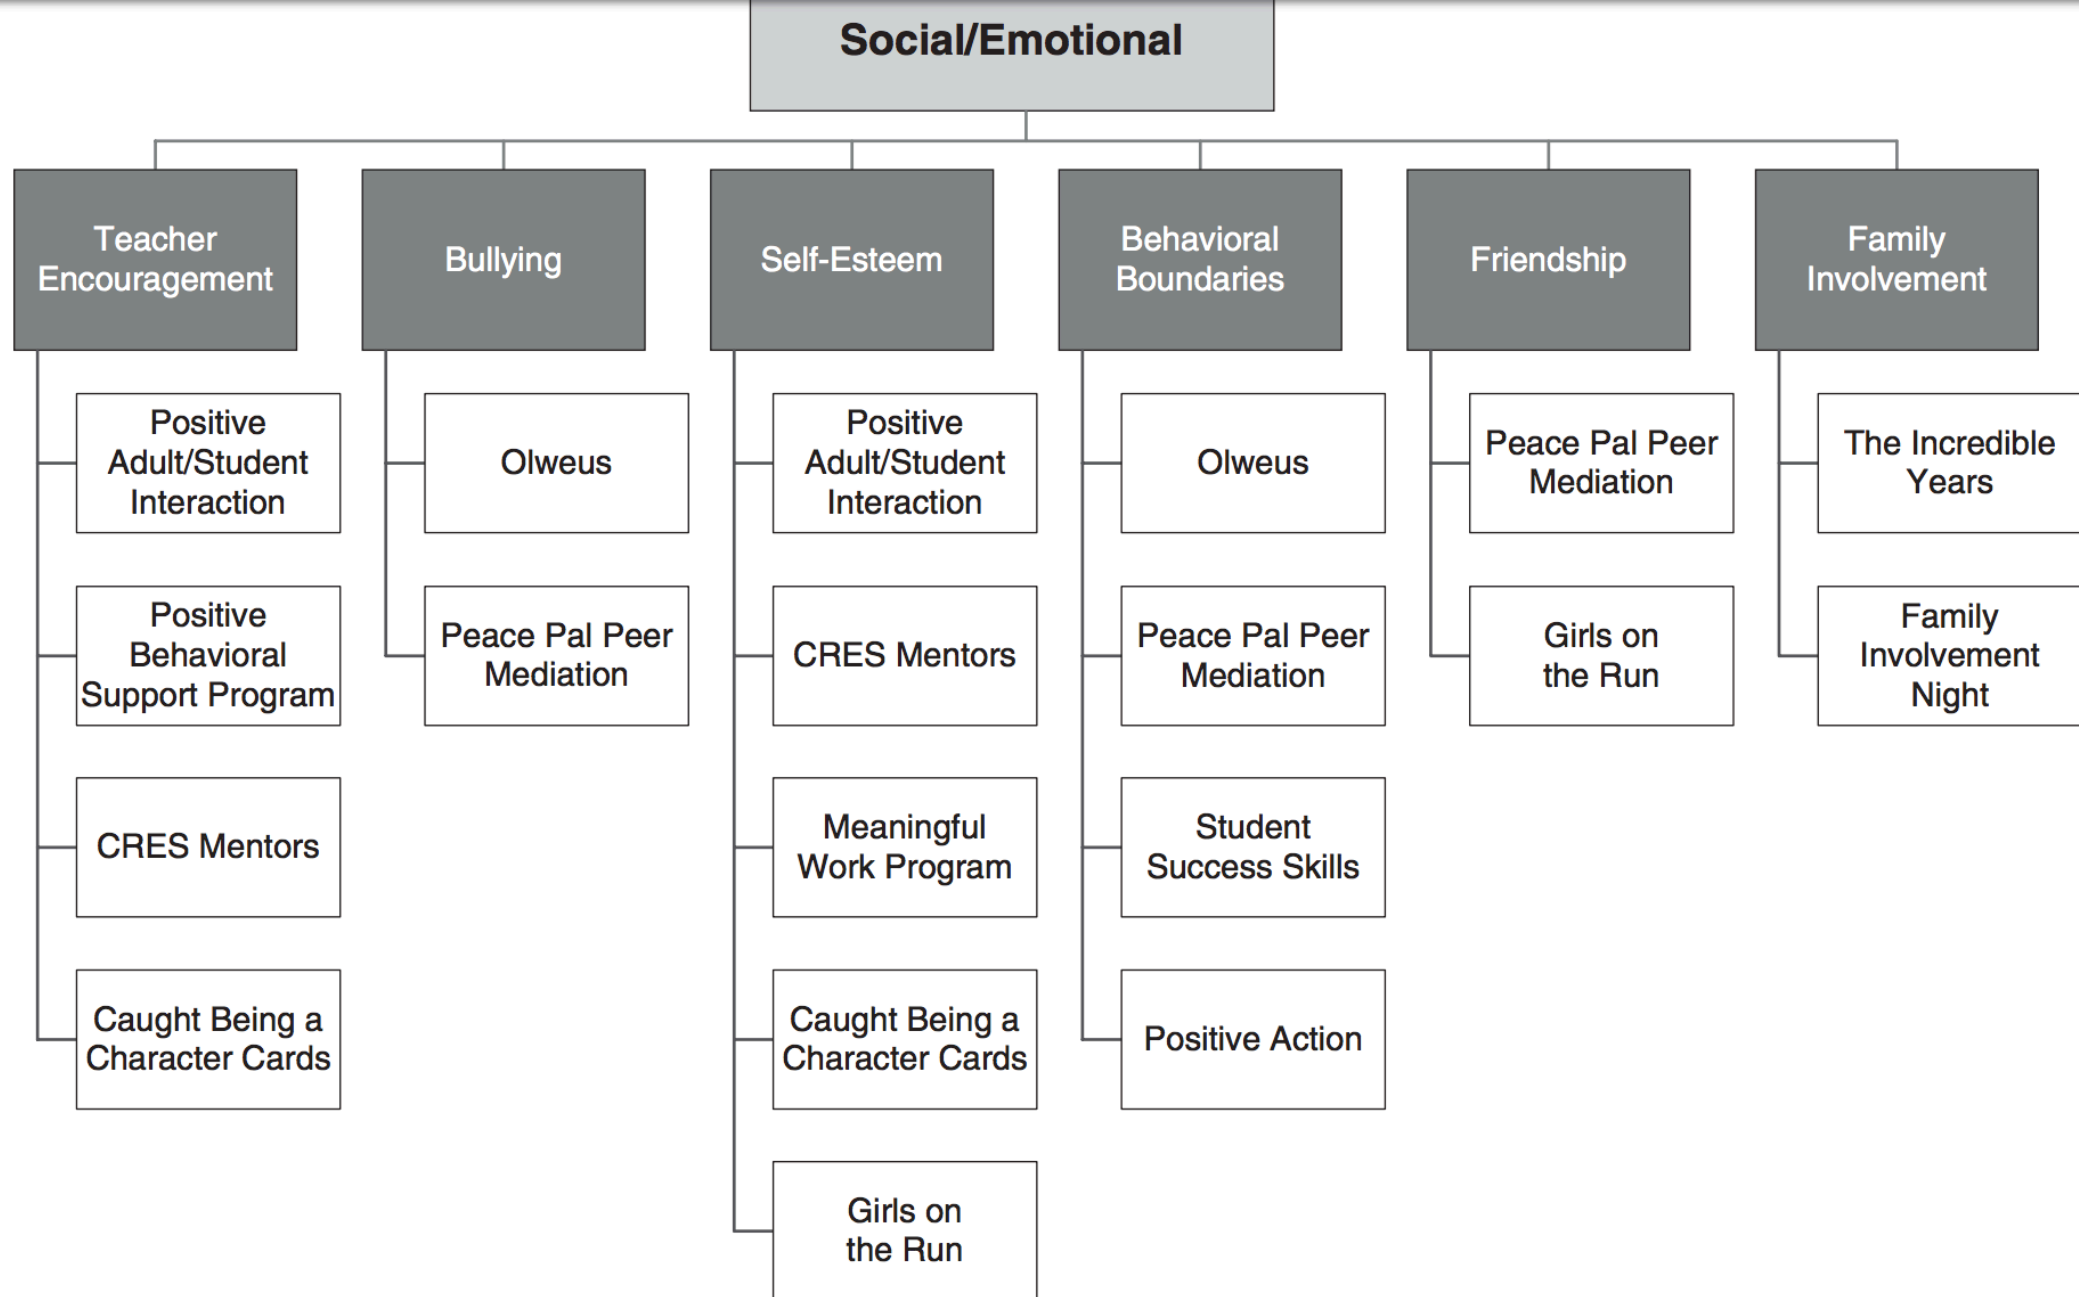 Social/Emotional
Teacher
Encouragement
Bullying
Self-Esteem
Behavioral
Boundaries
Friendship
Family
Involvement
Positive
Adult/Student
Interaction
Positive
Behavioral
Support Program
CRES Mentors
Caught Being a
Character Cards
Olweus
Peace Pal Peer
Mediation
Positive
Adult/Student
Interaction
CRES Mentors
Meaningful
Work Program
Caught Being a
Character Cards
Girls on
the Run
Olweus
Peace Pal Peer
Mediation
Student
Success Skills
Positive Action
Peace Pal Peer
Mediation
Girls on
the Run
The Incredible
Years
Family
Involvement
Night